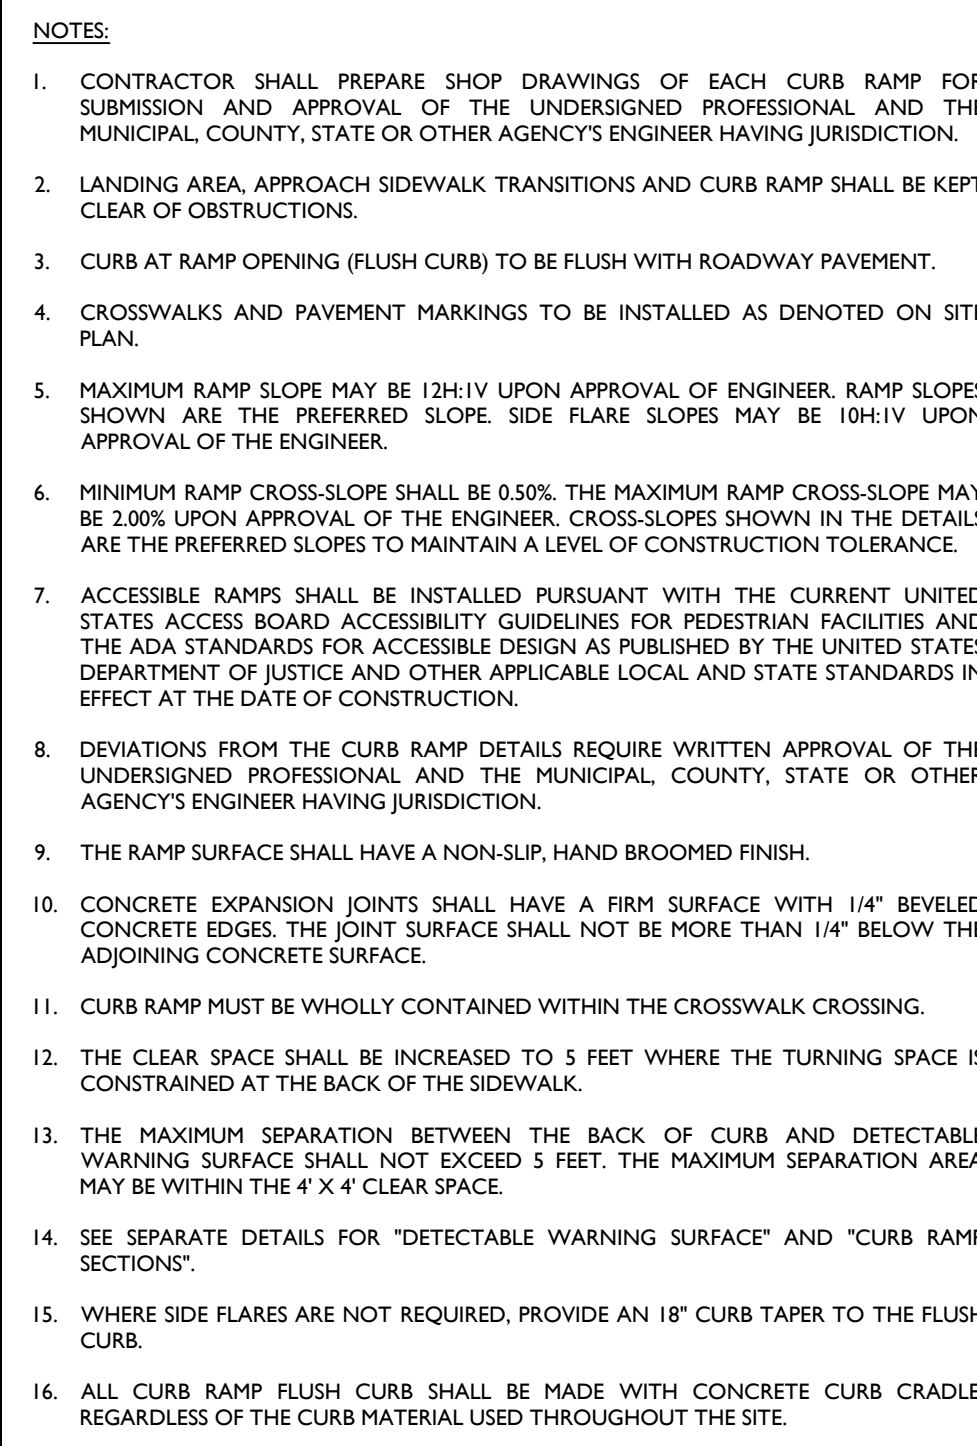 NOTES:
1. CONTRACTOR SHALL PREPARE SHOP DRAWINGS OF EACH CURB RAMP FOR
SUBMISSION AND APPROVAL OF THE UNDERSIGNED PROFESSIONAL AND THE
MUNICIPAL, COUNTY, STATE OR OTHER AGENCY'S ENGINEER HAVING JURISDICTION.
2. LANDING AREA, APPROACH SIDEWALK TRANSITIONS AND CURB RAMP SHALL BE KEPT
CLEAR OF OBSTRUCTIONS.
3. CURB AT RAMP OPENING (FLUSH CURB) TO BE FLUSH WITH ROADWAY PAVEMENT.
4. CROSSWALKS AND PAVEMENT MARKINGS TO BE INSTALLED AS DENOTED ON SITE
PLAN.
5. MAXIMUM RAMP SLOPE MAY BE 12H:1V UPON APPROVAL OF ENGINEER. RAMP SLOPES
SHOWN ARE THE PREFERRED SLOPE. SIDE FLARE SLOPES MAY BE 10H:1V UPON
APPROVAL OF THE ENGINEER.
6. MINIMUM RAMP CROSS-SLOPE SHALL BE 0.50%. THE MAXIMUM RAMP CROSS-SLOPE MAY
BE 2.00% UPON APPROVAL OF THE ENGINEER. CROSS-SLOPES SHOWN IN THE DETAILS
ARE THE PREFERRED SLOPES TO MAINTAIN A LEVEL OF CONSTRUCTION TOLERANCE.
7. ACCESSIBLE RAMPS SHALL BE INSTALLED PURSUANT WITH THE CURRENT UNITED
STATES ACCESS BOARD ACCESSIBILITY GUIDELINES FOR PEDESTRIAN FACILITIES AND
THE ADA STANDARDS FOR ACCESSIBLE DESIGN AS PUBLISHED BY THE UNITED STATES
DEPARTMENT OF JUSTICE AND OTHER APPLICABLE LOCAL AND STATE STANDARDS IN
EFFECT AT THE DATE OF CONSTRUCTION.
8. DEVIATIONS FROM THE CURB RAMP DETAILS REQUIRE WRITTEN APPROVAL OF THE
UNDERSIGNED PROFESSIONAL AND THE MUNICIPAL, COUNTY, STATE OR OTHER
AGENCY'S ENGINEER HAVING JURISDICTION.
9. THE RAMP SURFACE SHALL HAVE A NON-SLIP, HAND BROOMED FINISH.
10. CONCRETE EXPANSION JOINTS SHALL HAVE A FIRM SURFACE WITH 1/4" BEVELED
CONCRETE EDGES. THE JOINT SURFACE SHALL NOT BE MORE THAN 1/4" BELOW THE
ADJOINING CONCRETE SURFACE.
11. CURB RAMP MUST BE WHOLLY CONTAINED WITHIN THE CROSSWALK CROSSING.
12. THE CLEAR SPACE SHALL BE INCREASED TO 5 FEET WHERE THE TURNING SPACE IS
CONSTRAINED AT THE BACK OF THE SIDEWALK.
13. THE MAXIMUM SEPARATION BETWEEN THE BACK OF CURB AND DETECTABLE
WARNING SURFACE SHALL NOT EXCEED 5 FEET. THE MAXIMUM SEPARATION AREA
MAY BE WITHIN THE 4' X 4' CLEAR SPACE.
14. SEE SEPARATE DETAILS FOR "DETECTABLE WARNING SURFACE" AND "CURB RAMP
SECTIONS".
15. WHERE SIDE FLARES ARE NOT REQUIRED, PROVIDE AN 18" CURB TAPER TO THE FLUSH
CURB.
16. ALL CURB RAMP FLUSH CURB SHALL BE MADE WITH CONCRETE CURB CRADLE
REGARDLESS OF THE CURB MATERIAL USED THROUGHOUT THE SITE.